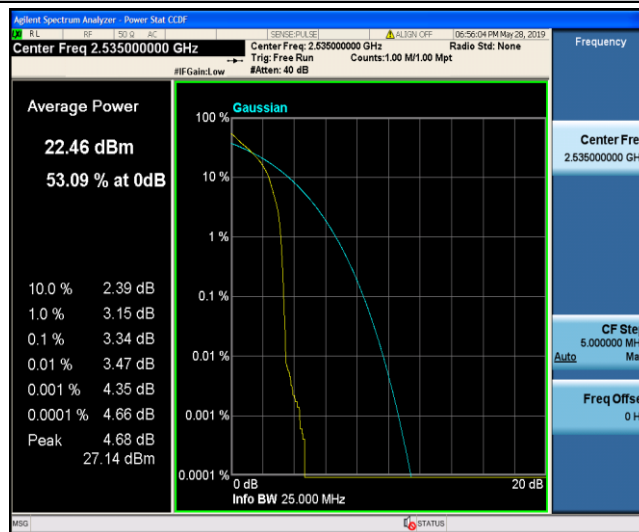 Agilent Spectrum Analyzer - Power Stat CCDF
RL RF 50 Ω AC SENSE:PULSE ALIGN OFF 06:56:04 PM May 28, 2019
Center Freq 2.535000000 GHz
Center Freq: 2.535000000 GHz Radio Std: None
Trig: Free Run Counts:1.00 M/1.00 Mpt
#IFGain:Low #Atten: 40 dB
Frequency
Average Power
22.46 dBm
53.09 % at 0dB
10.0 % 2.39 dB
1.0 % 3.15 dB
0.1 % 3.34 dB
0.01 % 3.47 dB
0.001 % 4.35 dB
0.0001 % 4.66 dB
Peak 4.68 dB
27.14 dBm
Gaussian
100 %
10 %
1 %
0.1 %
0.01 %
0.001 %
0.0001 %
0 dB 20 dB
Info BW 25.000 MHz
Center Fre
2.535000000 GH
CF Ste
5.000000 MH
Auto Ma
Freq Offse
0 H
MSG STATUS